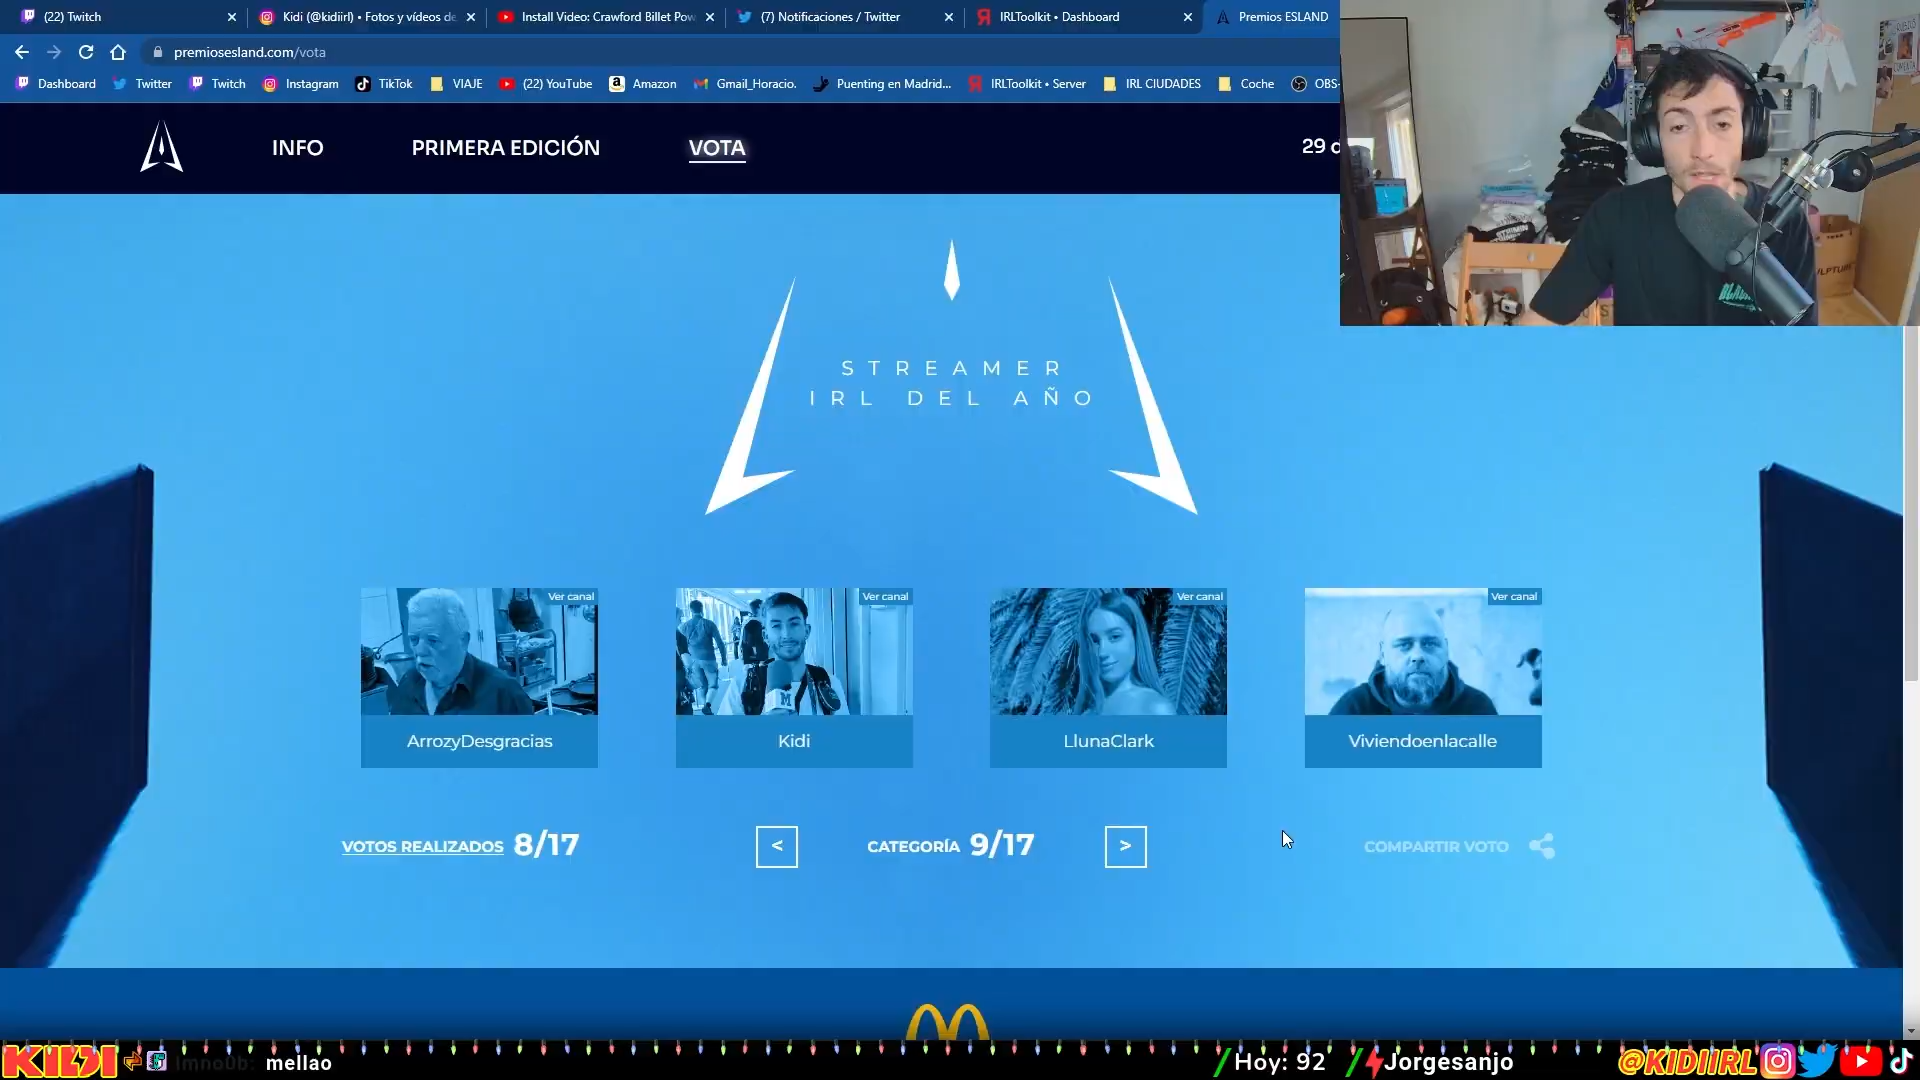 (22) Twitch
Kidi (@kidiirl) • Fotos y vídeos de
Install Video: Crawford Billet Pow
(7) Notificaciones / Twitter
IRLToolkit • Dashboard
Premios ESLAND
premiosesland.com/vota
Dashboard
Twitter
Twitch
Instagram
TikTok
VIAJE
(22) YouTube
Amazon
Gmail_Horacio.
Puenting en Madrid...
IRLToolkit • Server
IRL CIUDADES
Coche
OBS-
INFO
PRIMERA EDICIÓN
VOTA
29 d
STREAMER
IRL DEL AÑO
Ver canal
Ver canal
Ver canal
Ver canal
ArrozyDesgracias
Kidi
LlunaClark
Viviendoenlacalle
VOTOS REALIZADOS 8/17
<
CATEGORÍA 9/17
>
COMPARTIR VOTO
KIDI
mellao
/ Hoy: 92
/ Jorgesanjo
@KIDIIRL